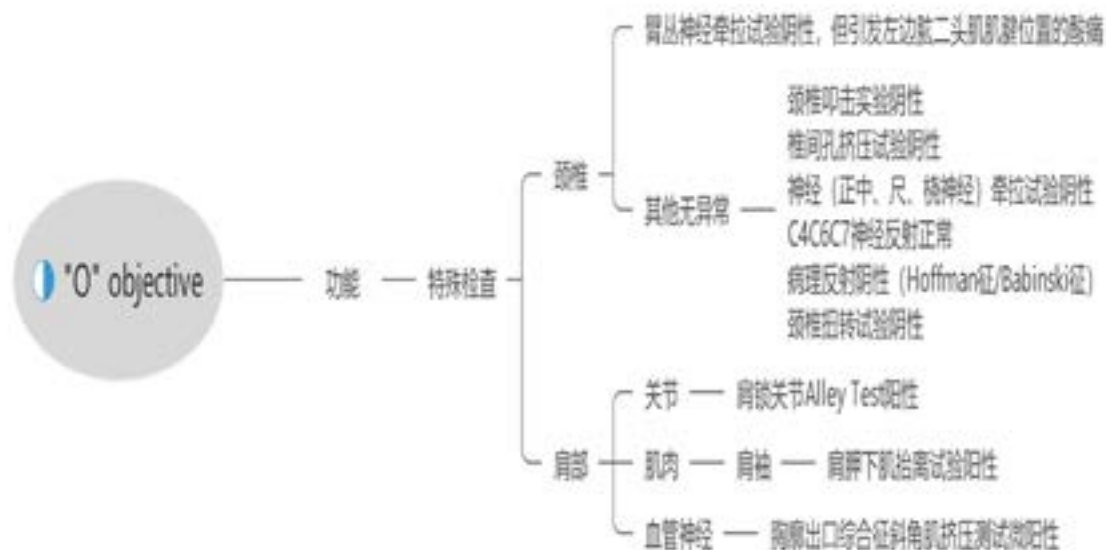 臂丛神经牵拉试验阴性，但引发左边肱二头肌肌腱位置的酸痛
颈椎叩击实验阴性
椎间孔挤压试验阴性
颈椎
其他无异常
神经（正中、尺、桡神经）牵拉试验阴性
C4C6C7神经反射正常
病理反射阴性（Hoffman征/Babinski征）
颈椎扭转试验阴性
"O" objective
功能
特殊检查
关节
肩锁关节Alley Test阳性
肩部
肌肉
肩袖
肩胛下肌抬离试验阳性
血管神经
胸廓出口综合征斜角肌挤压测试微阳性